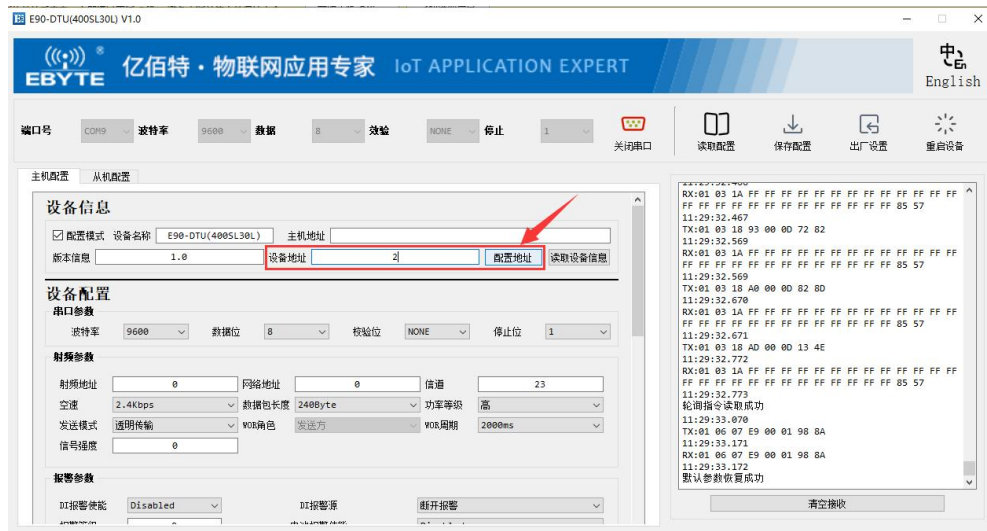 E90-DTU(400SL30L) V1.0
EBYTE ® 亿佰特·物联网应用专家 IoT APPLICATION EXPERT
中 En
English
端口号 COM9 波特率 9600 数据 8 效验 NONE 停止 1 关闭串口 读取配置 保存配置 出厂设置 重启设备
主机配置 从机配置
设备信息
配置模式 设备名称 E90-DTU(400SL30L) 主机地址
版本信息 1.0 设备地址 2 配置地址 读取设备信息
设备配置
串口参数
波特率 9600 数据位 8 校验位 NONE 停止位 1
射频参数
射频地址 0 网络地址 0 信道 23
空速 2.4Kbps 数据包长度 240Byte 功率等级 高
发送模式 透明传输 WOR角色 发送方 WOR周期 2000ms
信号强度 0
报警参数
DI报警使能 Disabled DI报警源 断开报警
RX:01 03 1A FF FF FF FF FF FF FF FF FF FF FF
FF FF FF FF FF FF FF FF FF FF FF FF FF 85 57
11:29:32.467
TX:01 03 18 93 00 0D 72 82
11:29:32.569
RX:01 03 1A FF FF FF FF FF FF FF FF FF FF FF
FF FF FF FF FF FF FF FF FF FF FF FF FF 85 57
11:29:32.569
TX:01 03 18 A0 00 0D 82 8D
11:29:32.670
RX:01 03 1A FF FF FF FF FF FF FF FF FF FF FF
FF FF FF FF FF FF FF FF FF FF FF FF FF 85 57
11:29:32.671
TX:01 03 18 AD 00 0D 13 4E
11:29:32.772
RX:01 03 1A FF FF FF FF FF FF FF FF FF FF FF
FF FF FF FF FF FF FF FF FF FF FF FF FF 85 57
11:29:32.773
轮询指令读取成功
11:29:33.070
TX:01 06 07 E9 00 01 98 8A
11:29:33.171
RX:01 06 07 E9 00 01 98 8A
11:29:33.172
默认参数恢复成功
清空接收